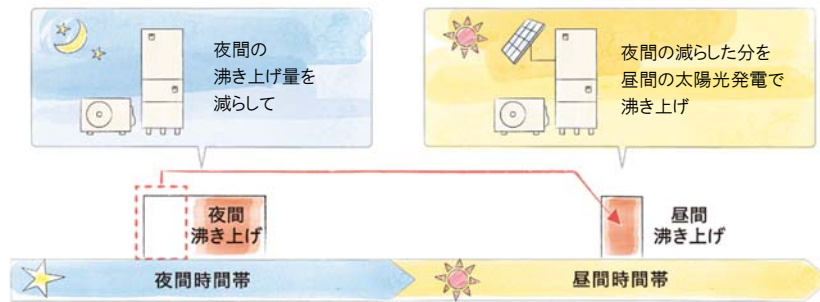 夜間の
沸き上げ量を
減らして
夜間の減らした分を
昼間の太陽光発電で
沸き上げ
夜間
沸き上げ
昼間
沸き上げ
夜間時間帯
昼間時間帯